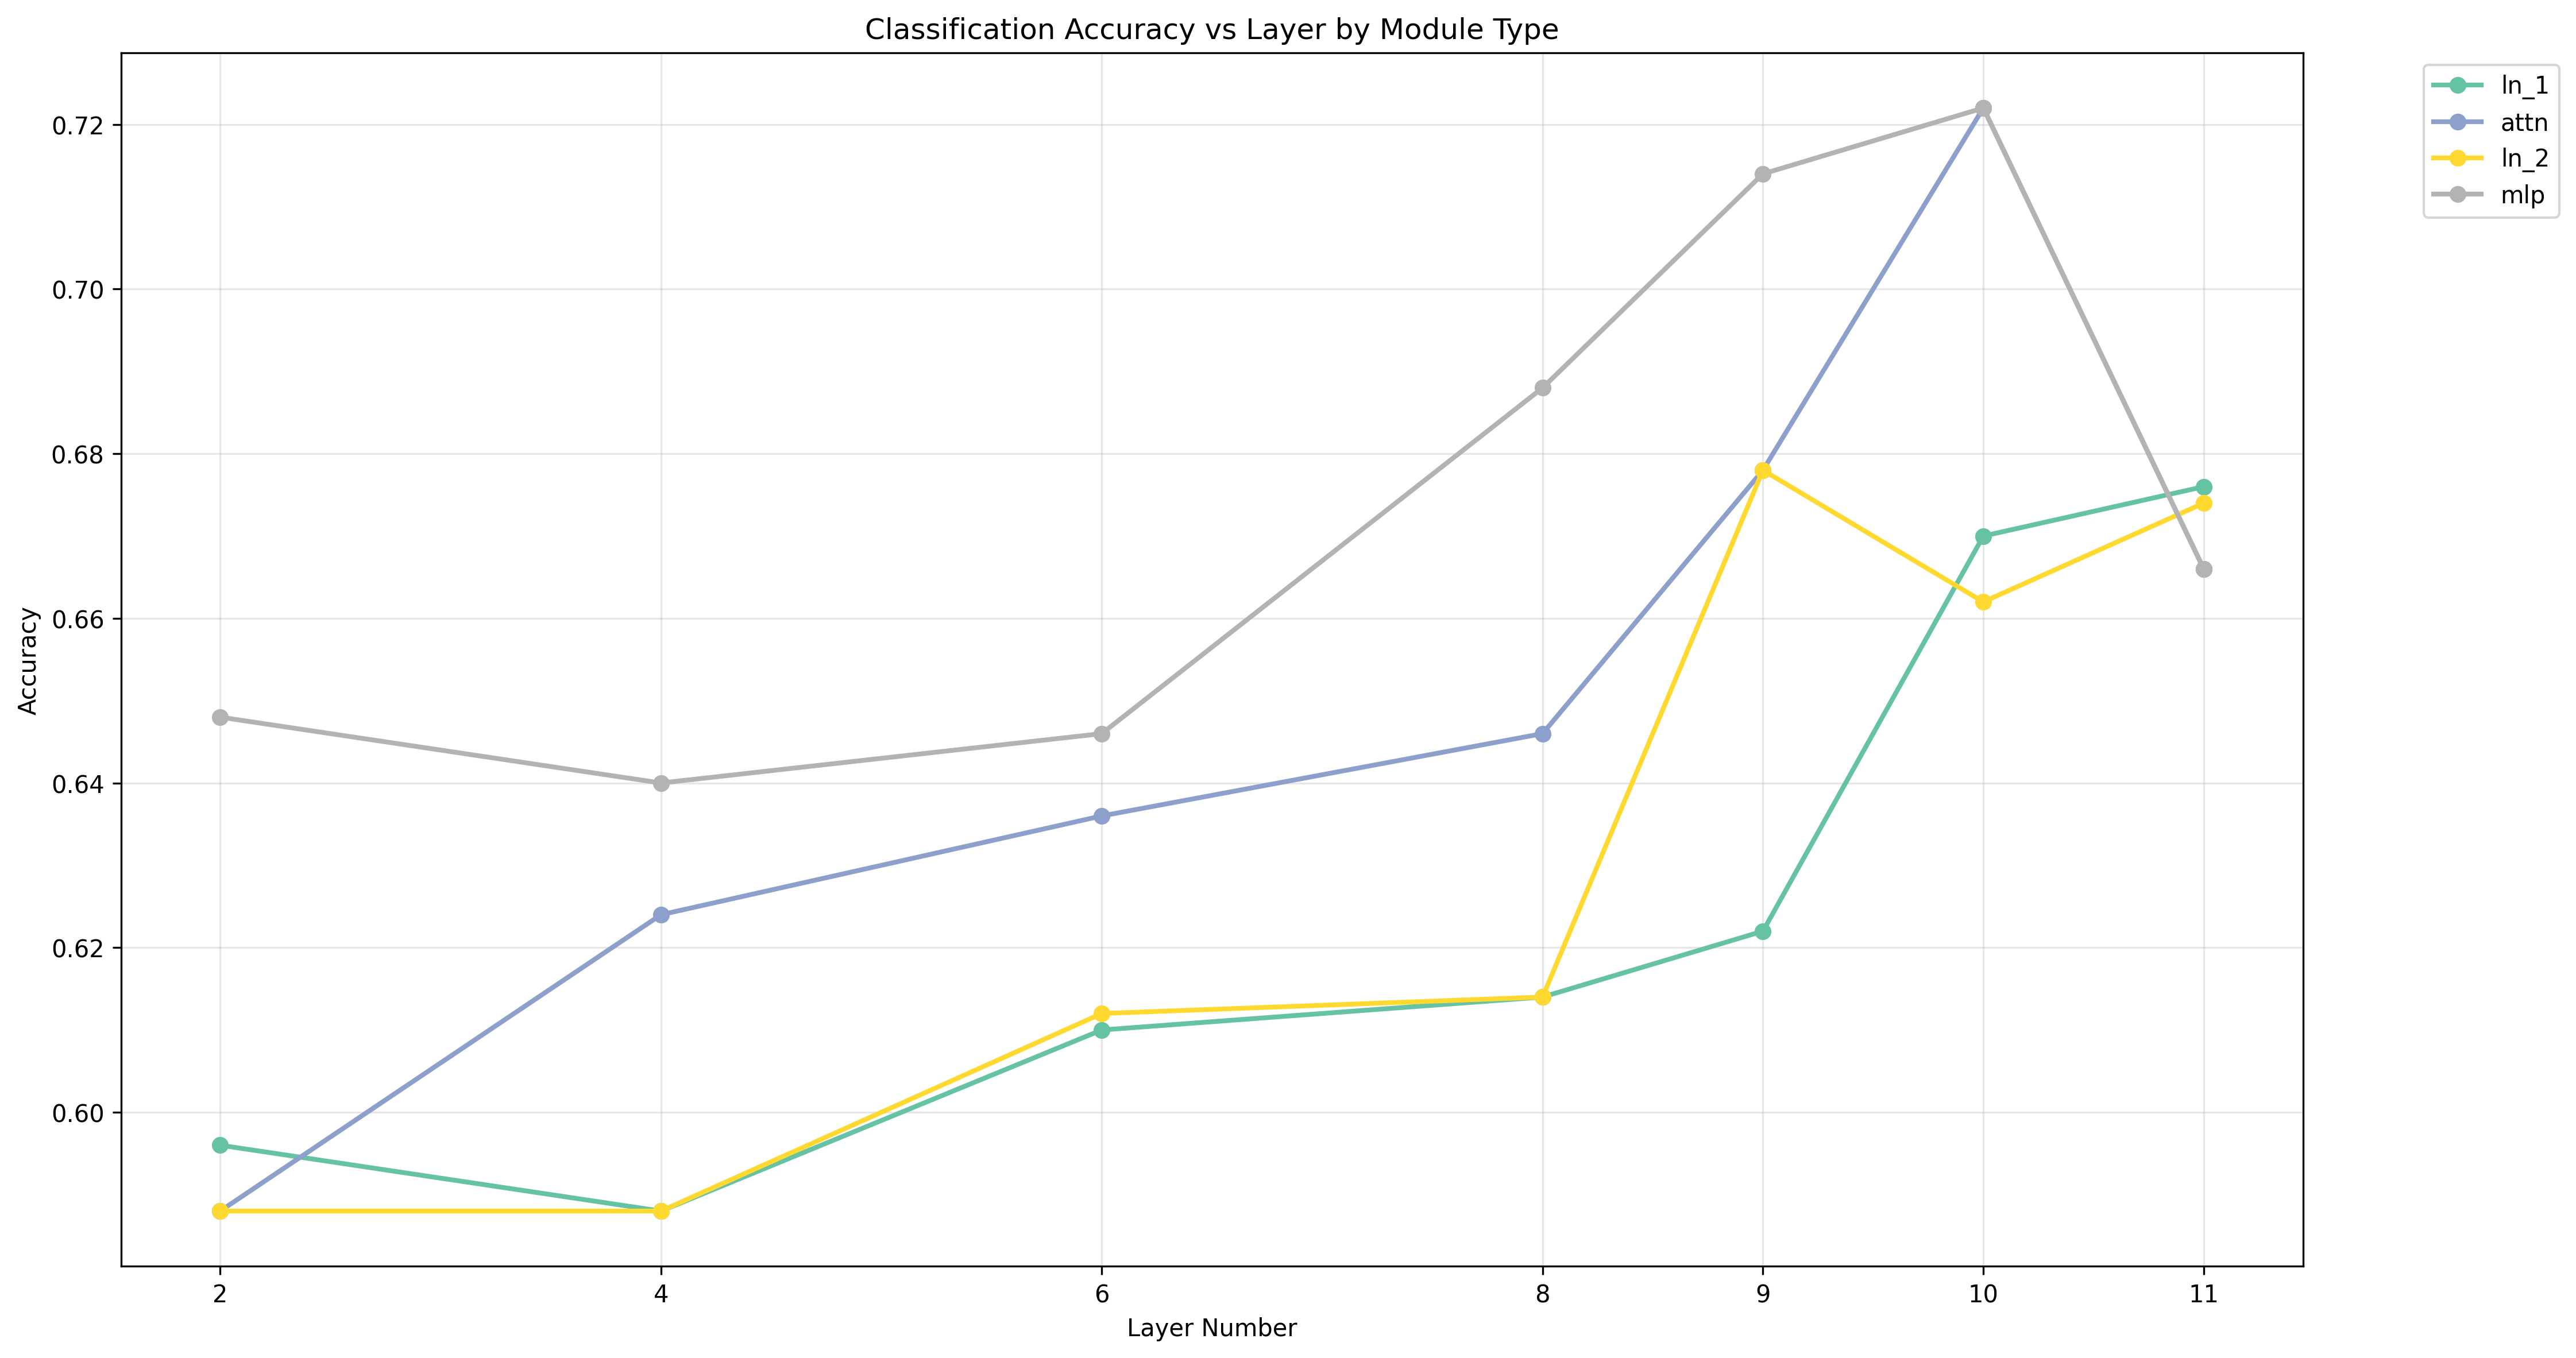 Classification Accuracy vs Layer by Module Type
ln_1
attn
ln_2
mlp
0.72
0.70
0.68
0.66
0.64
0.62
0.60
Accuracy
2 4 6 8 9 10 11
Layer Number